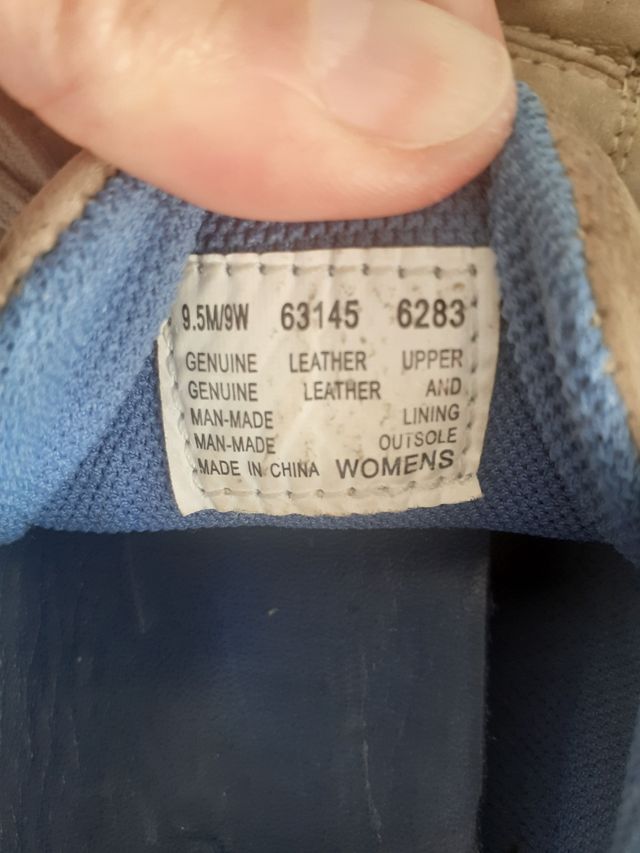 9.5M/9W 63145 6283
GENUINE LEATHER UPPER
GENUINE LEATHER AND
MAN-MADE LINING
MAN-MADE OUTSOLE
MADE IN CHINA WOMENS